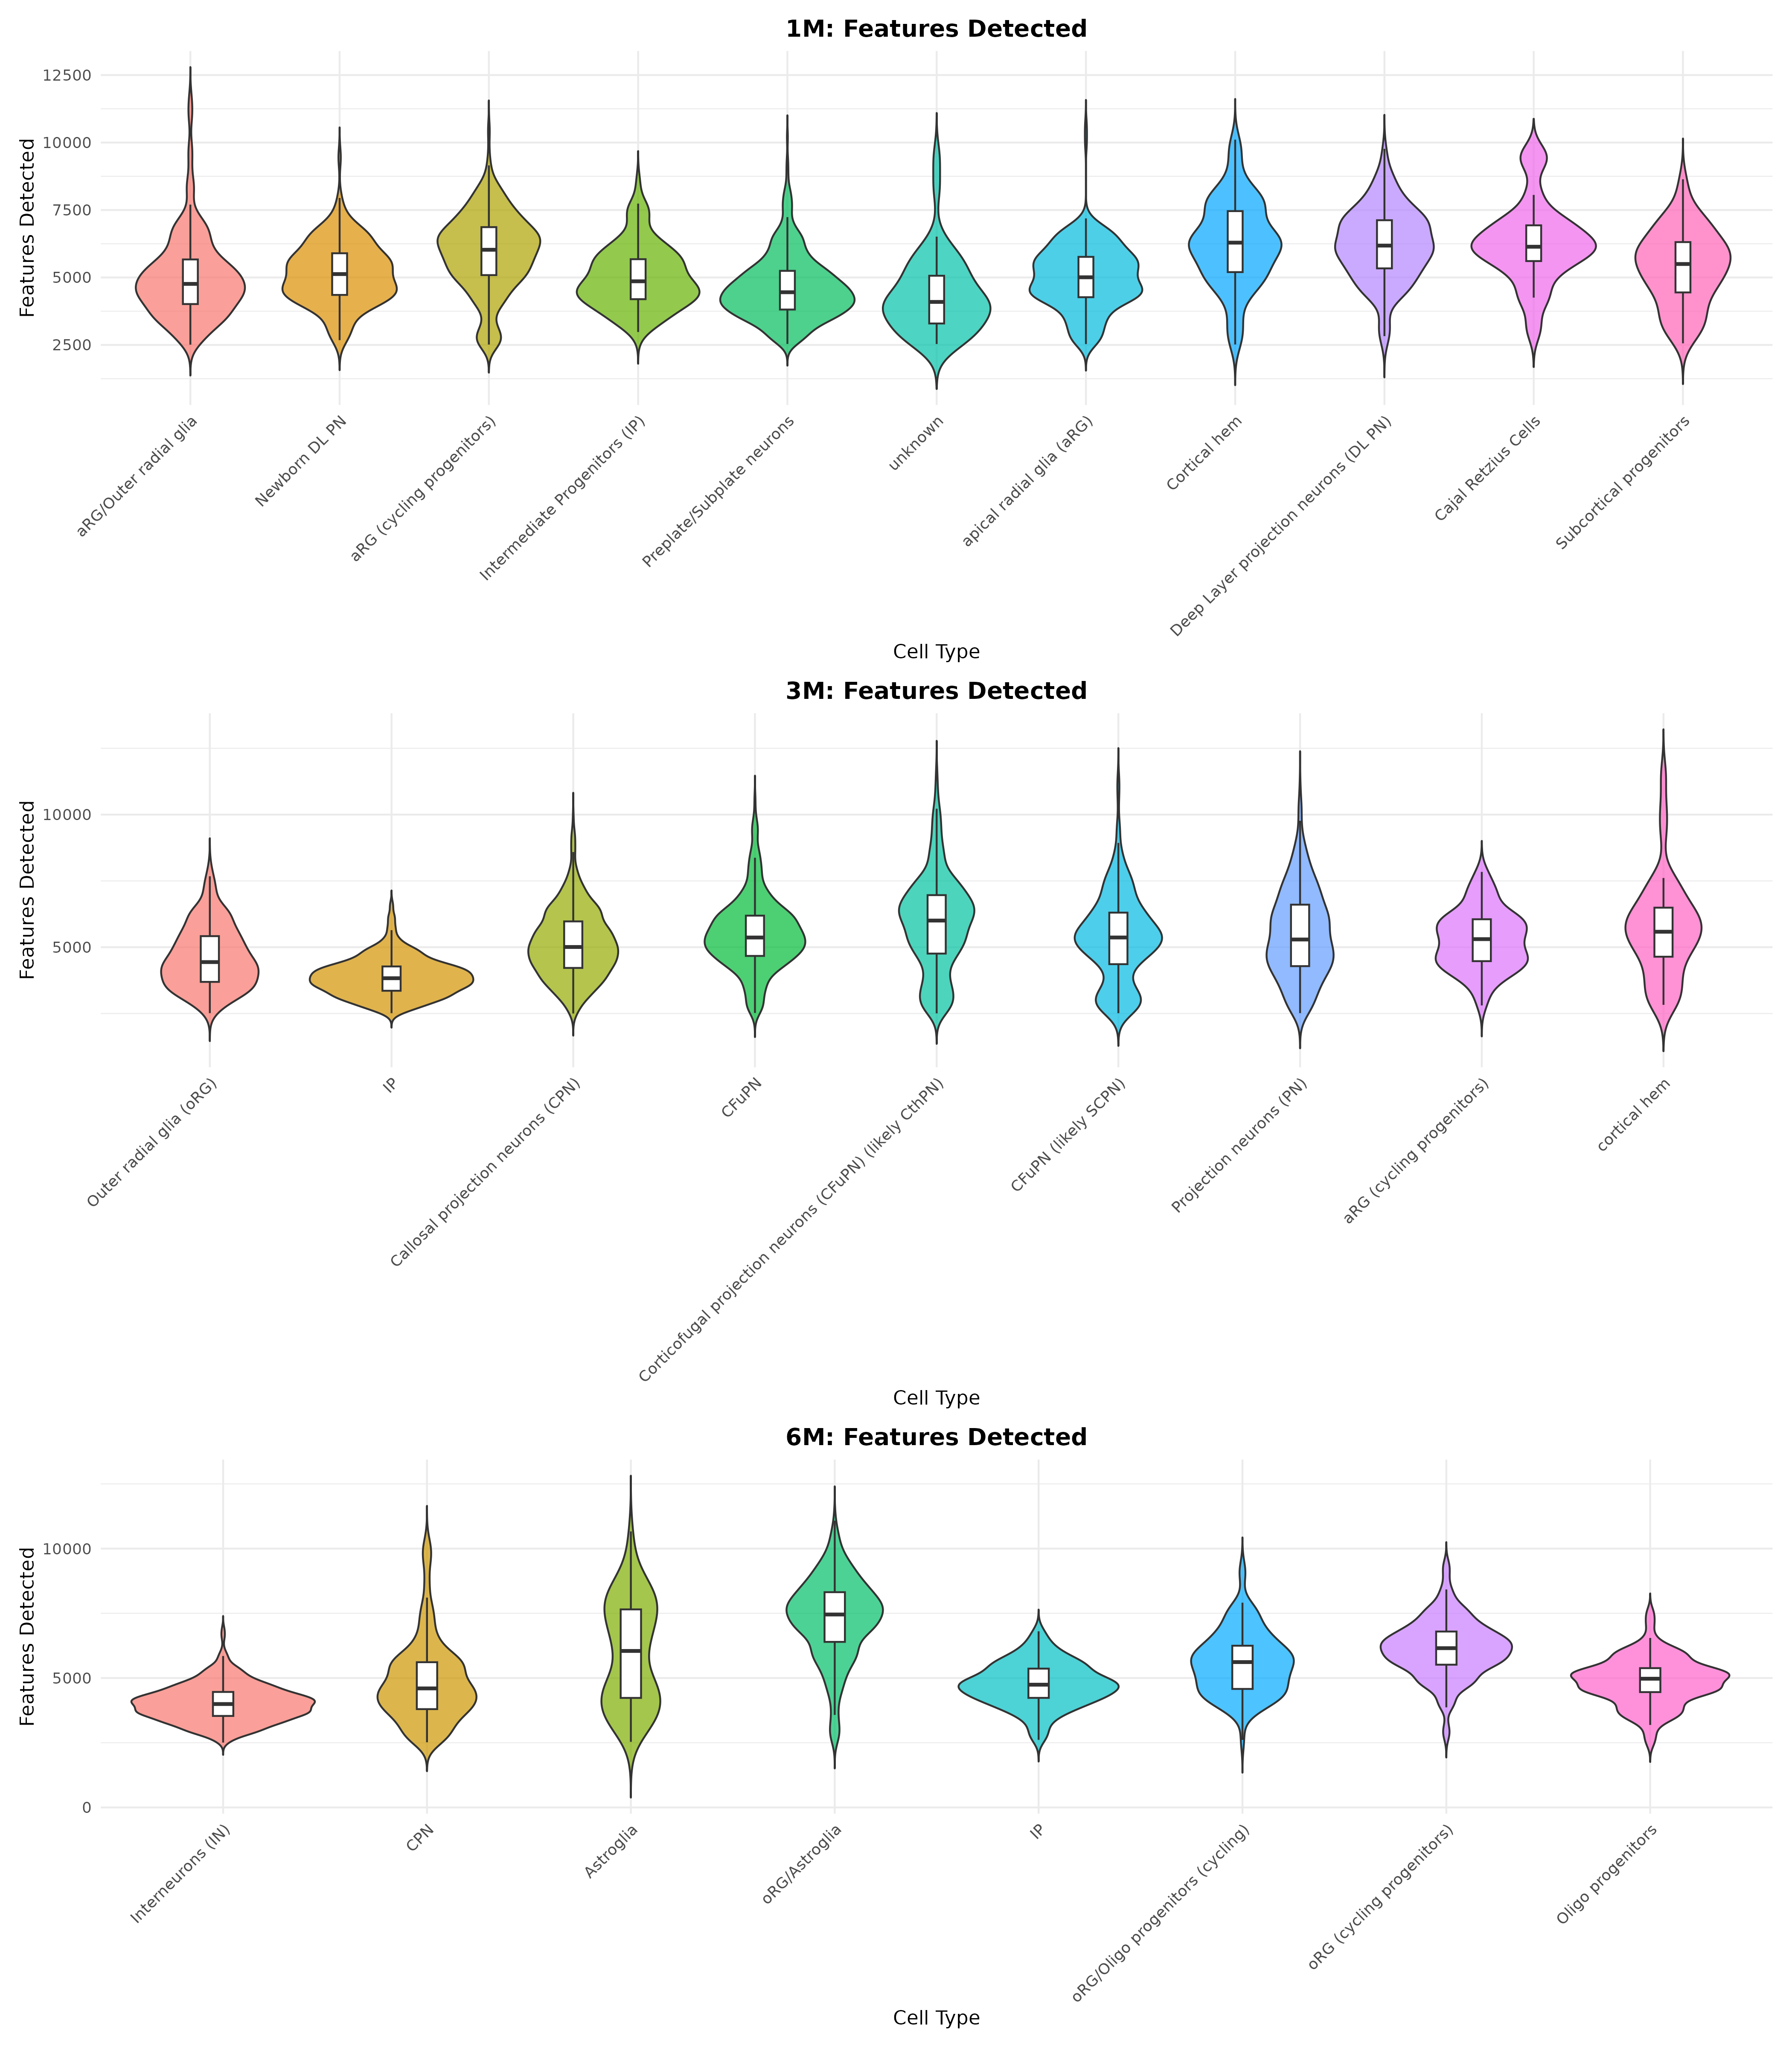 1M: Features Detected
Features Detected
12500
10000
7500
5000
2500
aRG/Outer radial glia
Newborn DL PN
aRG (cycling progenitors)
Intermediate Progenitors (IP)
Preplate/Subplate neurons
unknown
apical radial glia (aRG)
Cortical hem
Deep Layer projection neurons (DL PN)
Cajal Retzius Cells
Subcortical progenitors
Cell Type
3M: Features Detected
Features Detected
10000
5000
Outer radial glia (oRG)
IP
Callosal projection neurons (CPN)
CFuPN
Corticofugal projection neurons (CFuPN) (likely CthPN)
CFuPN (likely SCPN)
Projection neurons (PN)
aRG (cycling progenitors)
cortical hem
Cell Type
6M: Features Detected
Features Detected
10000
5000
0
Interneurons (IN)
CPN
Astroglia
oRG/Astroglia
IP
oRG/Oligo progenitors (cycling)
oRG (cycling progenitors)
Oligo progenitors
Cell Type